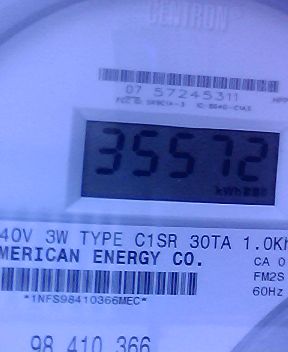 CENTRON
07 57245311
35572
kWh
40V 3W TYPE C1SR 30TA 1.0Kh
MERICAN ENERGY CO.
CA 0
FM2S
60Hz
*1NFS98410366MEC*
98 410 366